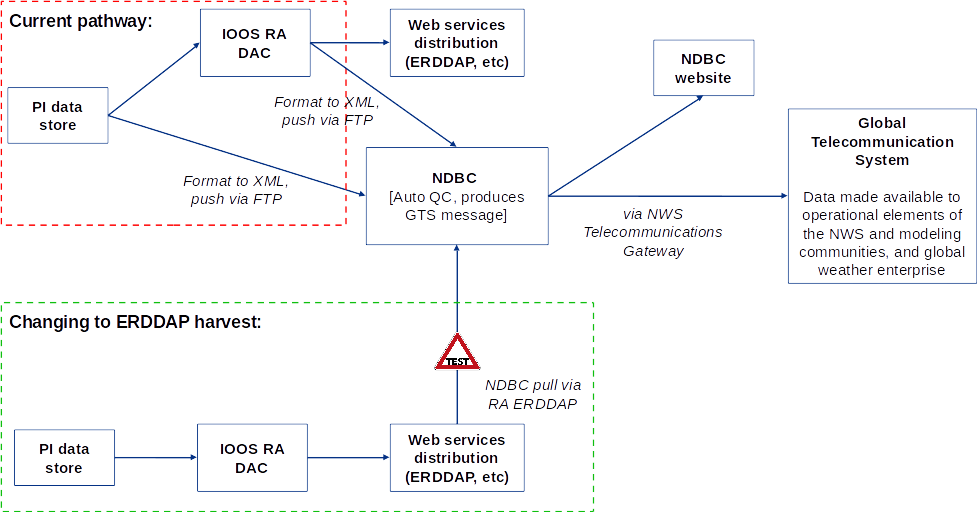 Current pathway:
IOOS RA
DAC
Web services
distribution
(ERDDAP, etc)
NDBC
website
PI data
store
Format to XML,
push via FTP
Format to XML,
push via FTP
NDBC
[Auto QC, produces
GTS message]
via NWS
Telecommunications
Gateway
Global
Telecommunication
System
Data made available to
operational elements of
the NWS and modeling
communities, and global
weather enterprise
Changing to ERDDAP harvest:
TEST
NDBC pull via
RA ERDDAP
PI data
store
IOOS RA
DAC
Web services
distribution
(ERDDAP, etc)